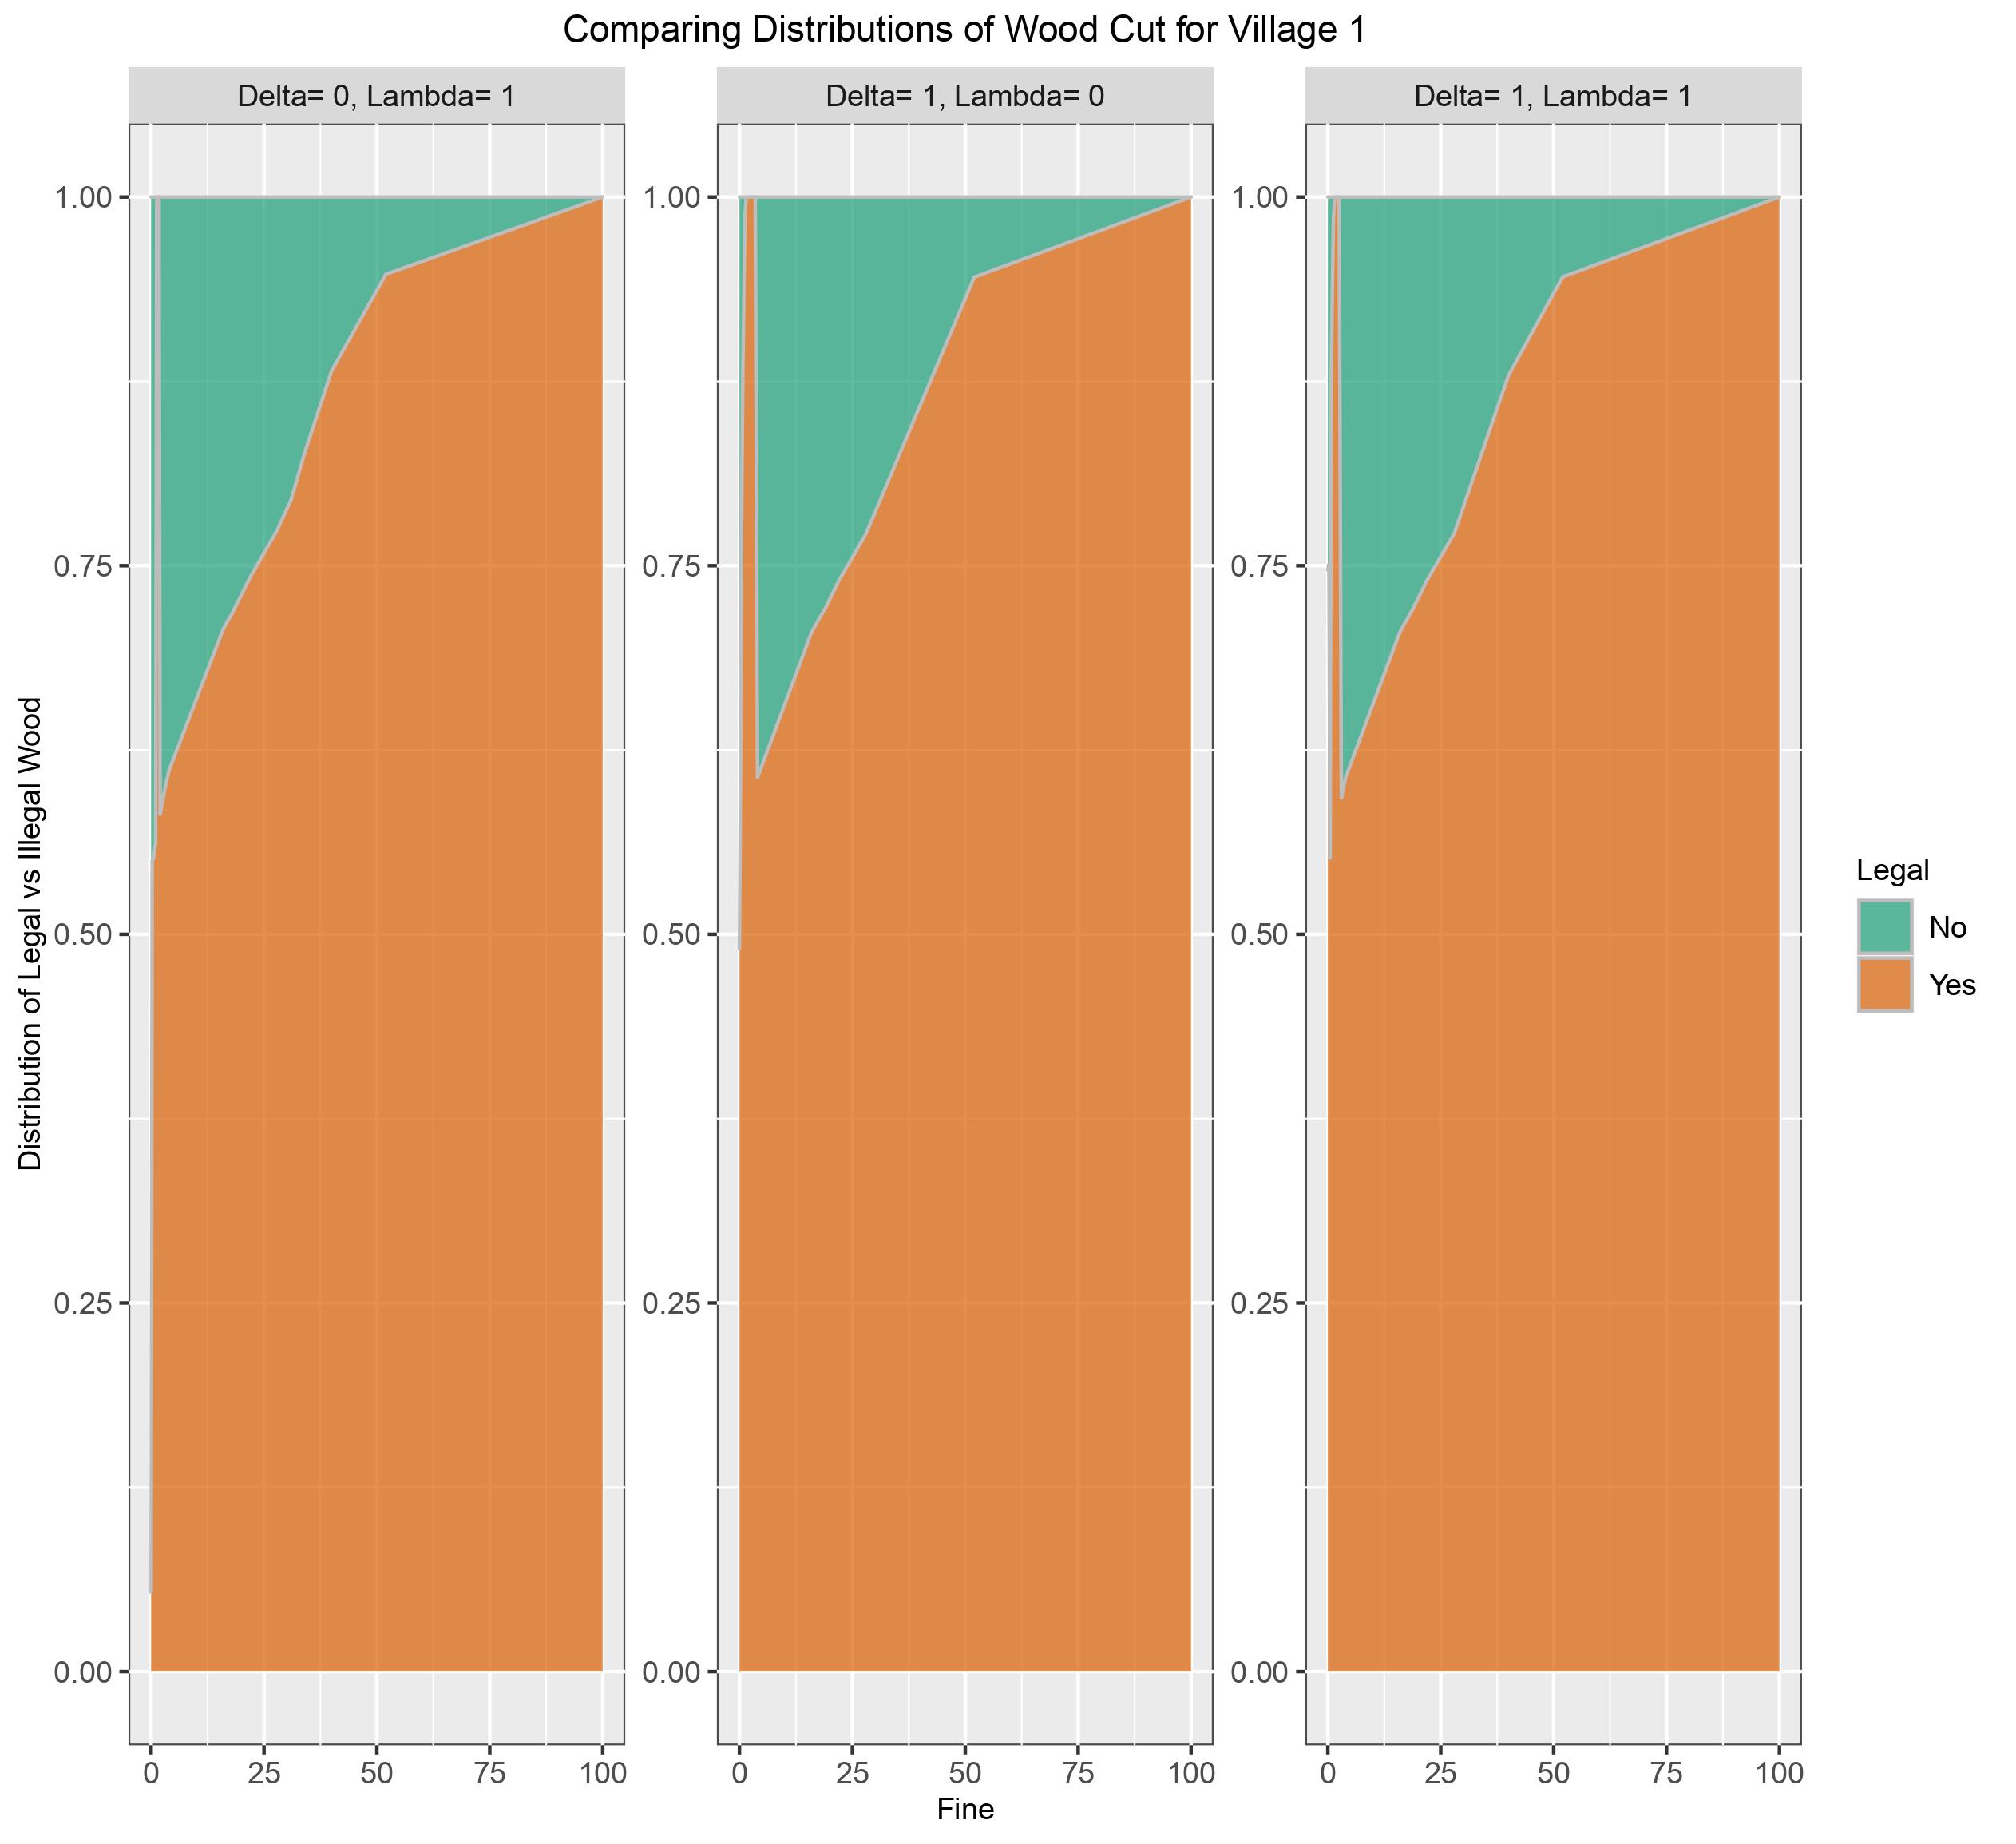 Comparing Distributions of Wood Cut for Village 1
Delta= 0, Lambda= 1
Delta= 1, Lambda= 0
Delta= 1, Lambda= 1
Distribution of Legal vs Illegal Wood
1.00
0.75
0.50
0.25
0.00
1.00
0.75
0.50
0.25
0.00
1.00
0.75
0.50
0.25
0.00
0 25 50 75 100
0 25 50 75 100
0 25 50 75 100
Fine
Legal
No
Yes